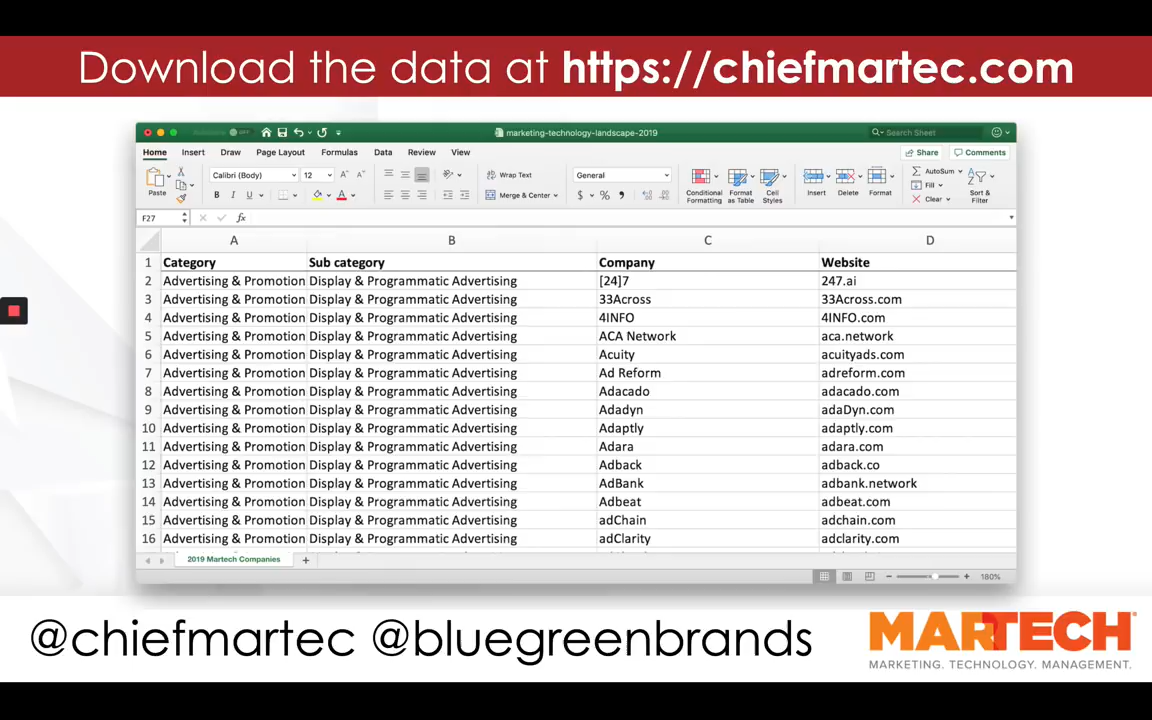 Download the data at https://chiefmartec.com
marketing-technology-landscape-2019
Search Sheet
Home Insert Draw Page Layout Formulas Data Review View Share Comments
Paste Calibri (Body) 12 Wrap Text General AutoSum
B I U Merge & Center $ % Conditional Formatting Format as Table Cell Styles Insert Delete Format Fill Clear Sort & Filter
F27 fx
A B C D
1 Category Sub category Company Website
2 Advertising & Promotion Display & Programmatic Advertising [24]7 247.ai
3 Advertising & Promotion Display & Programmatic Advertising 33Across 33Across.com
4 Advertising & Promotion Display & Programmatic Advertising 4INFO 4INFO.com
5 Advertising & Promotion Display & Programmatic Advertising ACA Network aca.network
6 Advertising & Promotion Display & Programmatic Advertising Acuity acuityads.com
7 Advertising & Promotion Display & Programmatic Advertising Ad Reform adreform.com
8 Advertising & Promotion Display & Programmatic Advertising Adacado adacado.com
9 Advertising & Promotion Display & Programmatic Advertising Adadyn adaDyn.com
10 Advertising & Promotion Display & Programmatic Advertising Adaptly adaptly.com
11 Advertising & Promotion Display & Programmatic Advertising Adara adara.com
12 Advertising & Promotion Display & Programmatic Advertising Adback adback.co
13 Advertising & Promotion Display & Programmatic Advertising AdBank adbank.network
14 Advertising & Promotion Display & Programmatic Advertising Adbeat adbeat.com
15 Advertising & Promotion Display & Programmatic Advertising adChain adchain.com
16 Advertising & Promotion Display & Programmatic Advertising adClarity adclarity.com
2019 Martech Companies +
180%
@chiefmartec @bluegreenbrands
MARTECH®
MARKETING. TECHNOLOGY. MANAGEMENT.